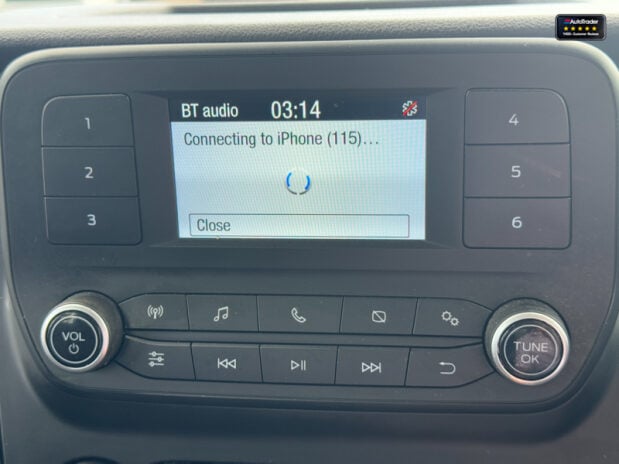 AutoTrader
BT audio 03:14
Connecting to iPhone (115)...
Close
1
2
3
4
5
6
VOL
TUNE
OK